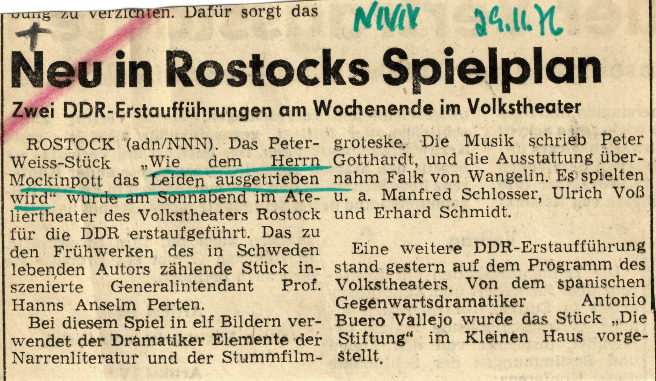 bung zu verzichten. Dafür sorgt das
NNN 29.11.76
Neu in Rostocks Spielplan
Zwei DDR-Erstaufführungen am Wochenende im Volkstheater
ROSTOCK (adn/NNN). Das Peter-
Weiss-Stück „Wie dem Herrn
Mockinpott das Leiden ausgetrieben
wird“ wurde am Sonnabend im Ate-
liertheater des Volkstheaters Rostock
für die DDR erstaufgeführt. Das zu
den Frühwerken des in Schweden
lebenden Autors zählende Stück in-
szenierte Generalintendant Prof.
Hanns Anselm Perten.
Bei diesem Spiel in elf Bildern ver-
wendet der Dramatiker Elemente der
Narrenliteratur und der Stummfilm-
groteske. Die Musik schrieb Peter
Gotthardt, und die Ausstattung über-
nahm Falk von Wangelin. Es spielten
u. a. Manfred Schlosser, Ulrich Voß
und Erhard Schmidt.
Eine weitere DDR-Erstaufführung
stand gestern auf dem Programm des
Volkstheaters. Von dem spanischen
Gegenwartsdramatiker Antonio
Buero Vallejo wurde das Stück „Die
Stiftung“ im Kleinen Haus vorge-
stellt.